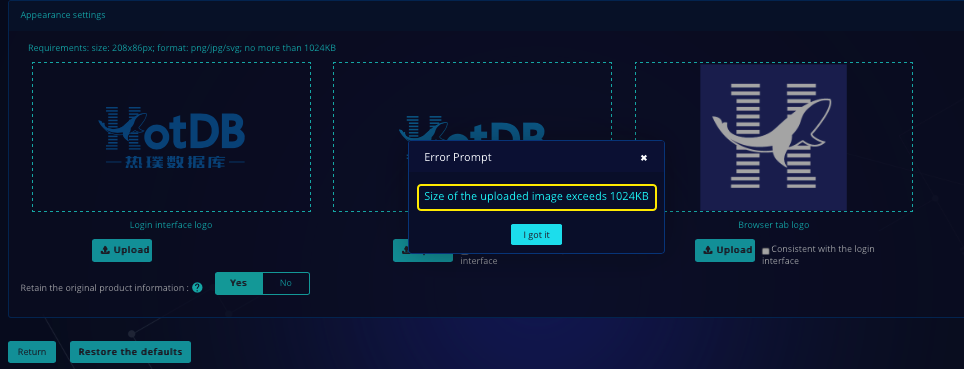 Appearance settings
Requirements: size: 208x86px; format: png/jpg/svg; no more than 1024KB
HotDB
热璞数据库
HotDB
H
Error Prompt
✖
Size of the uploaded image exceeds 1024KB
I got it
Login interface logo
Browser tab logo
Upload
interface
Upload
Consistent with the login
interface
Retain the original product information : ?
Yes
No
Return
Restore the defaults